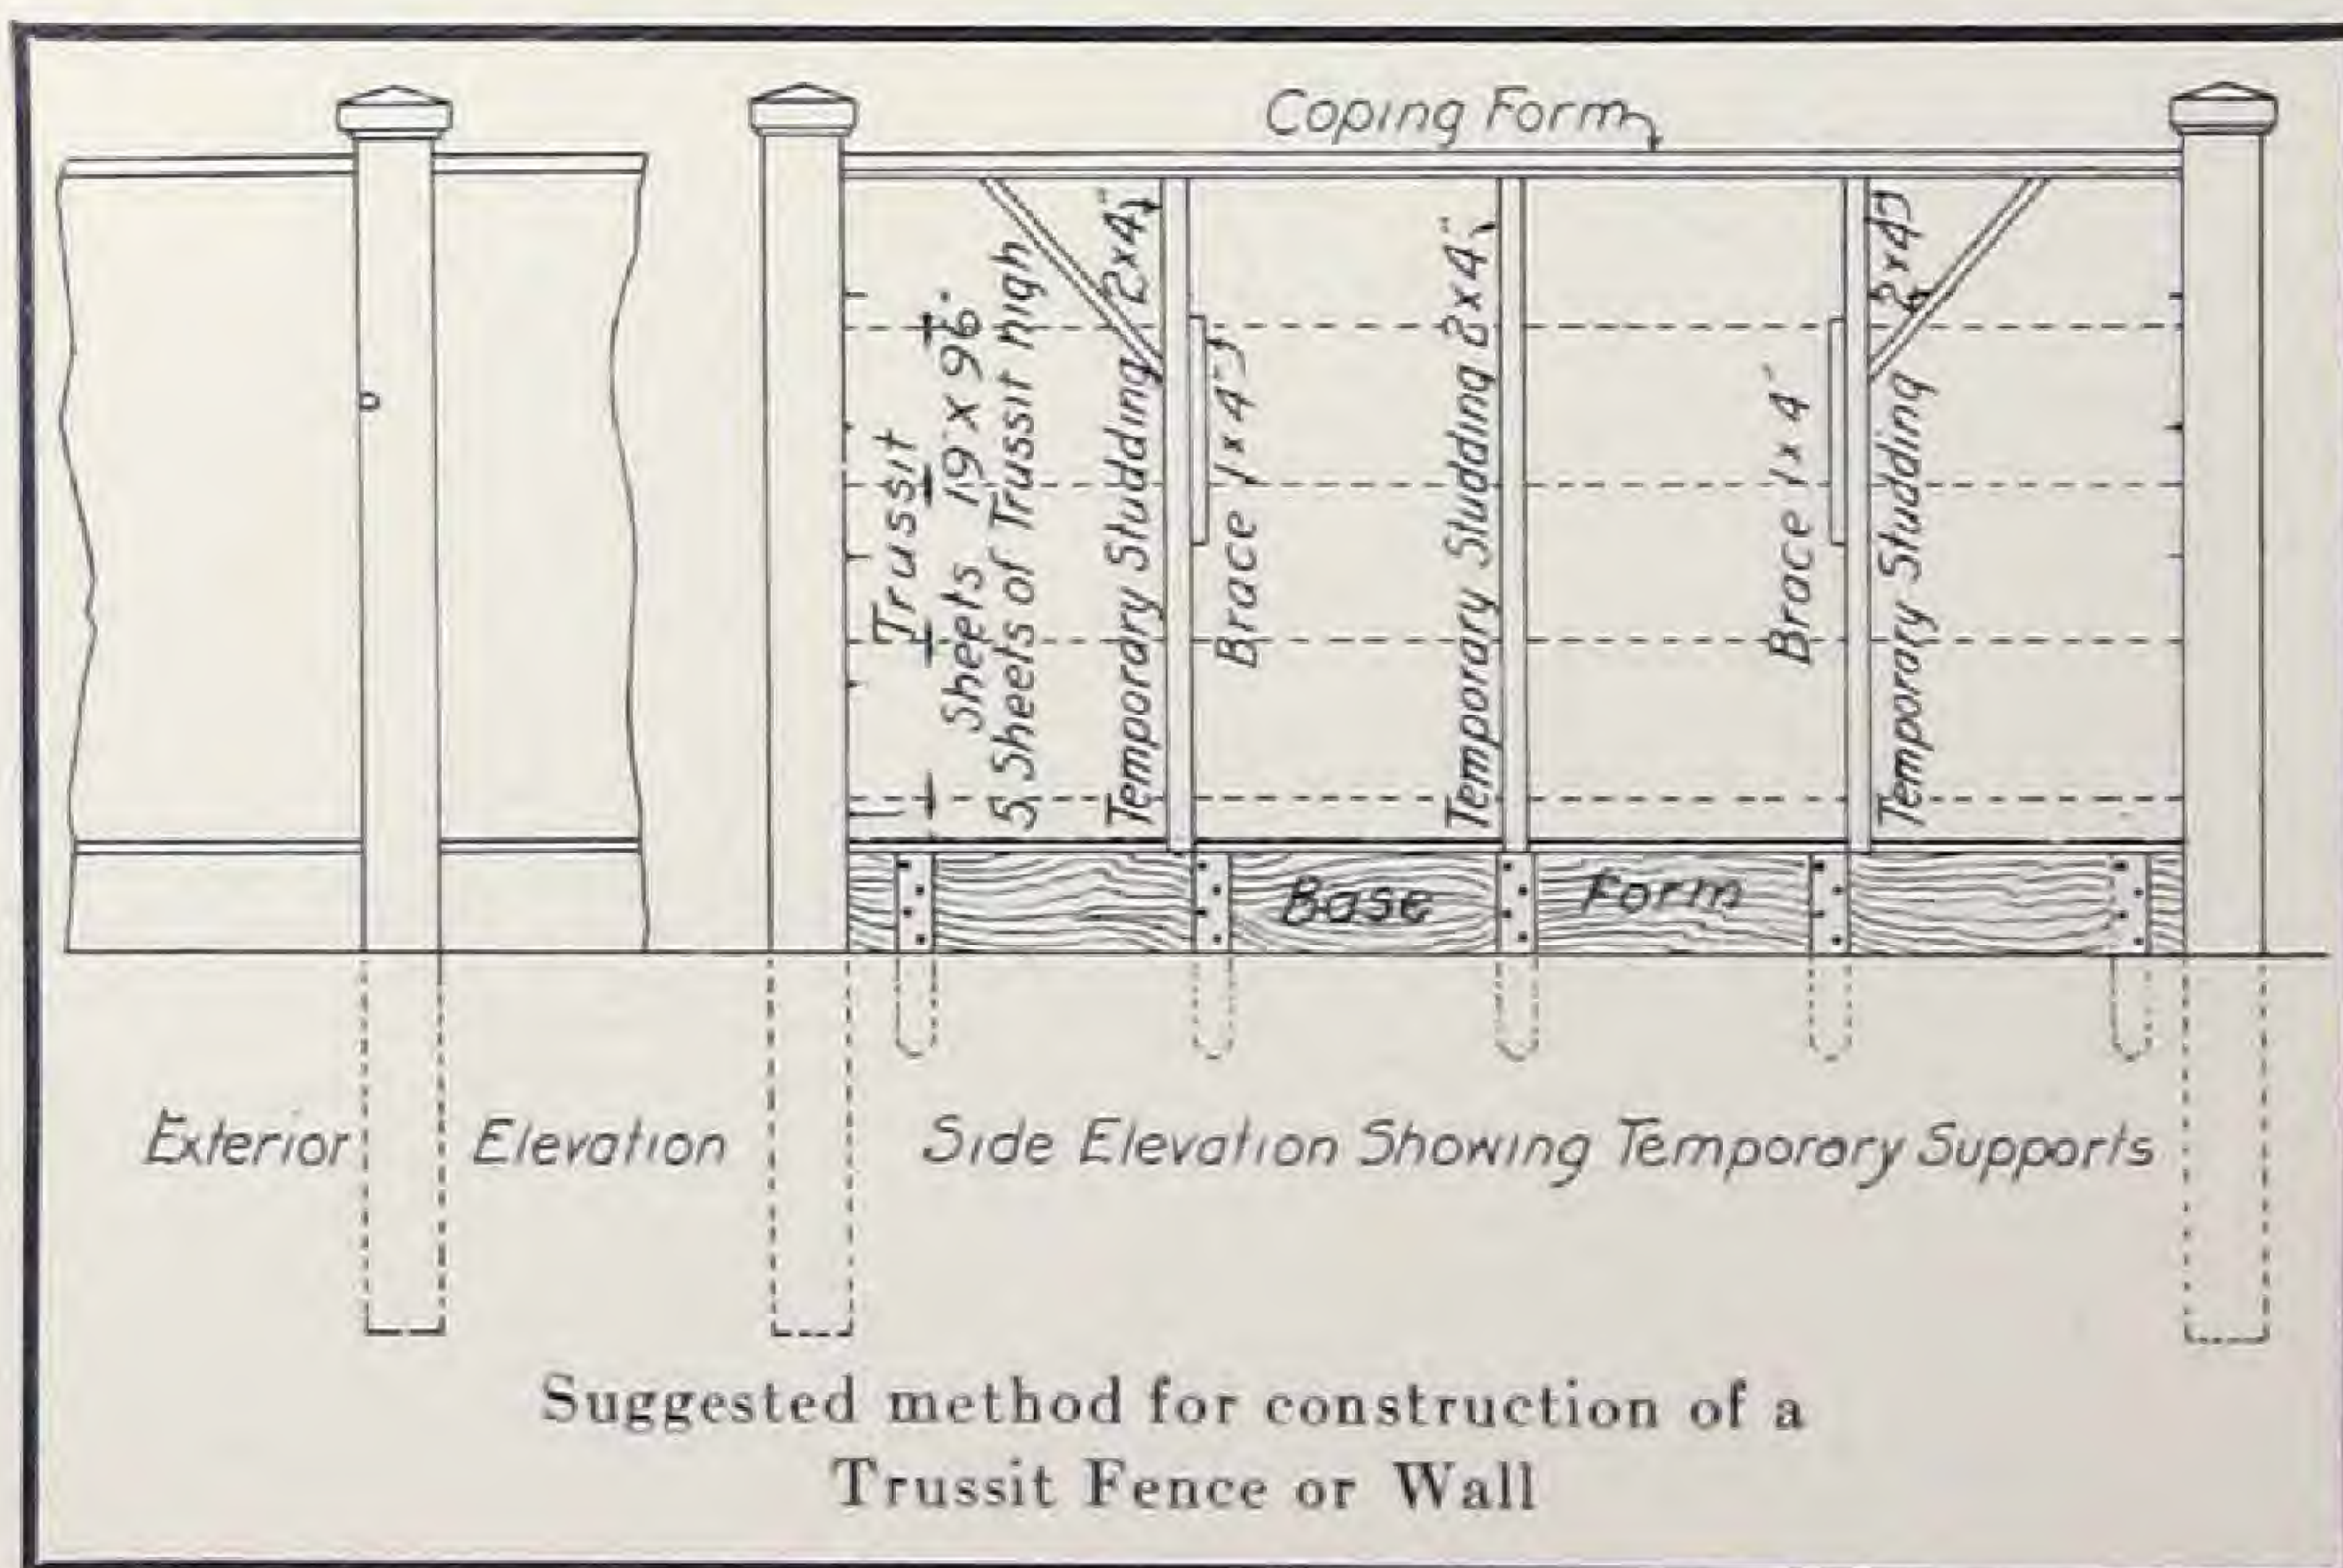 Coping Form
Trussit
Sheets 19" x 96"
5 Sheets of Trussit high
Temporary Studding 2x4"
Brace 1x4"
Temporary Studding 2x4"
Brace 1x4"
Temporary Studding 2x4"
Base Form
Exterior Elevation
Side Elevation Showing Temporary Supports
Suggested method for construction of a
Trussit Fence or Wall